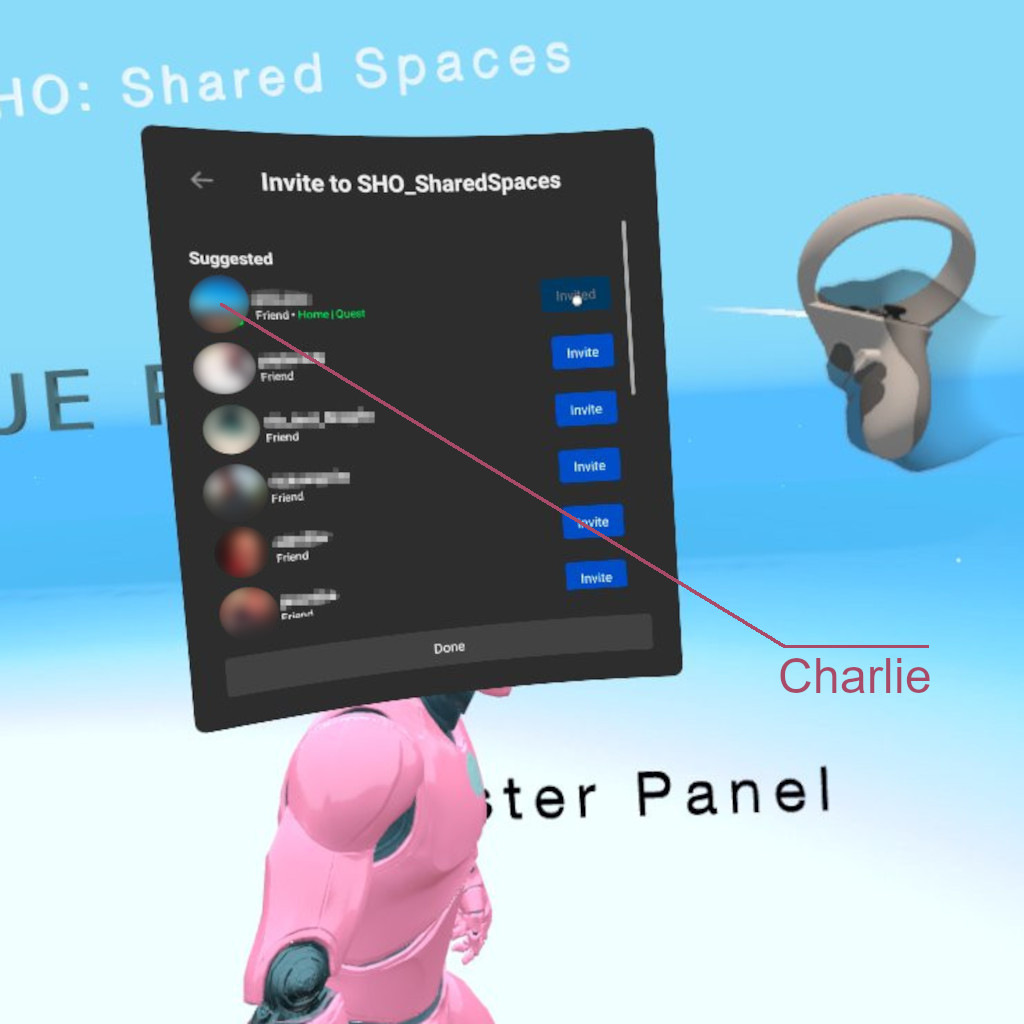 HO: Shared Spaces
Invite to SHO_SharedSpaces
Suggested
Invited
Friend • Home | Quest
Invite
Friend
Invite
Friend
UE
Invite
Friend
Invite
Friend
Invite
Friend
Done
Charlie
ster Panel